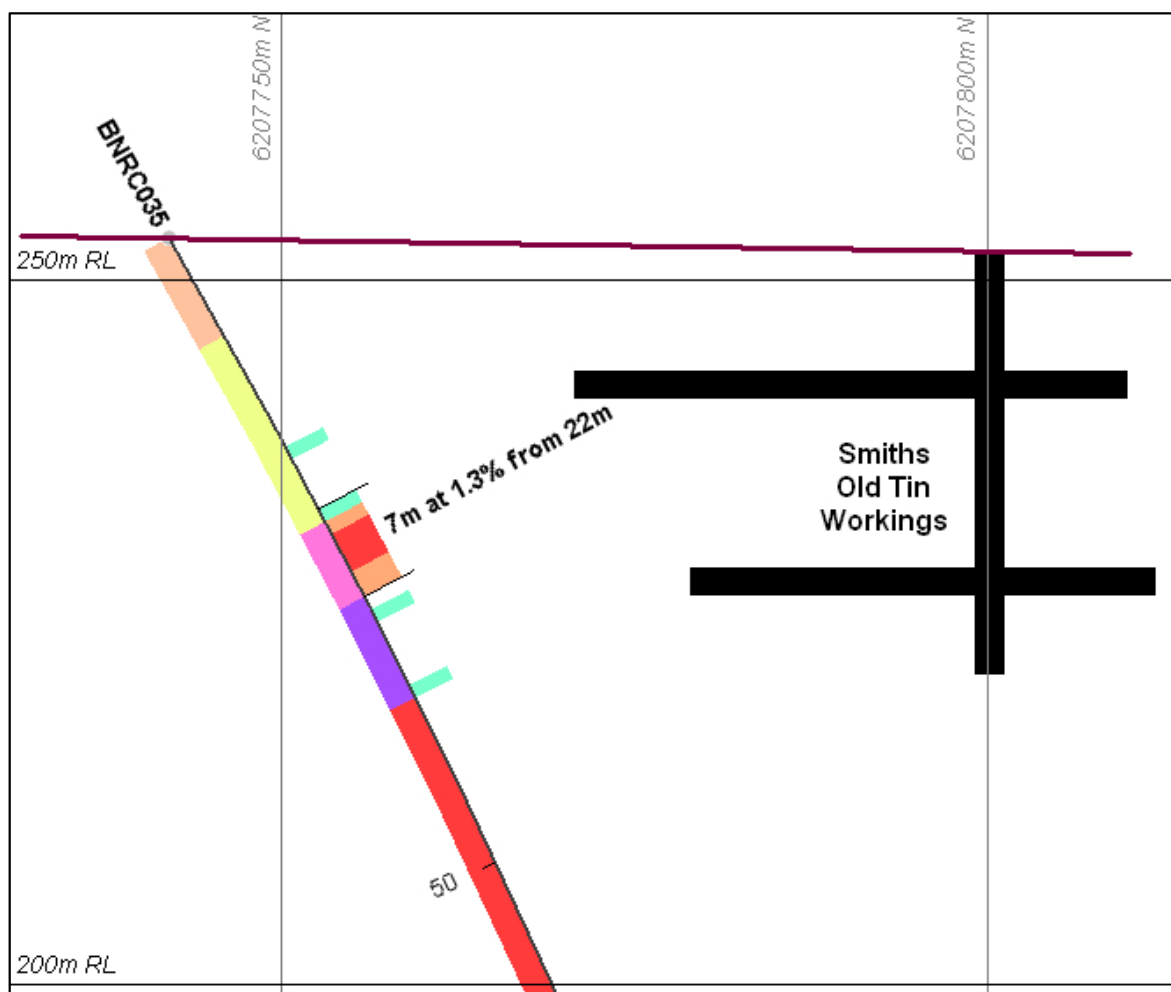 6207750m N
6207800m N
BNRC035
250m RL
7m at 1.3% from 22m
Smiths
Old Tin
Workings
50
200m RL